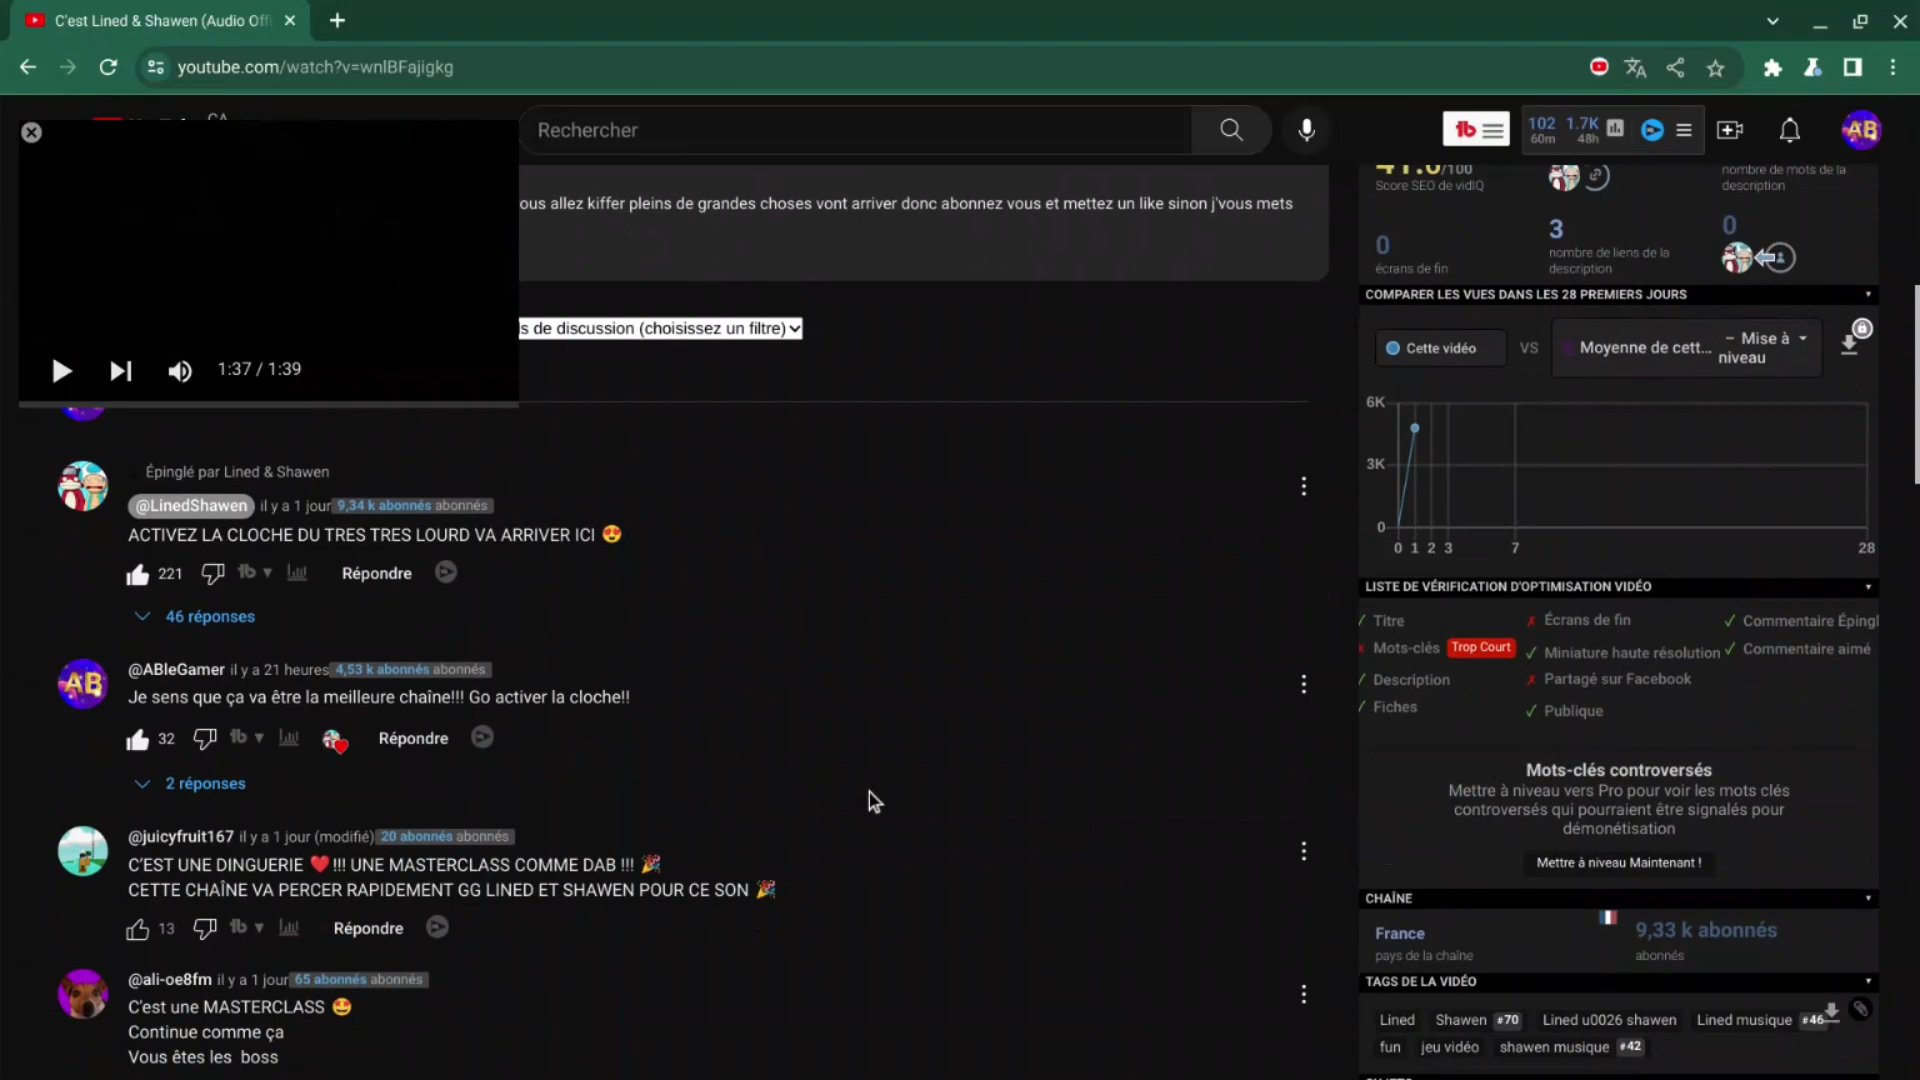 C'est Lined & Shawen (Audio Off
youtube.com/watch?v=wnlBFajigkg
CA
Rechercher
102
60m
1.7K
48h
AB
ous allez kiffer pleins de grandes choses vont arriver donc abonnez vous et mettez un like sinon j'vous mets
s de discussion (choisissez un filtre)
1:37 / 1:39
Épinglé par Lined & Shawen
@LinedShawen il y a 1 jour 9,34 k abonnés abonnés
ACTIVEZ LA CLOCHE DU TRES TRES LOURD VA ARRIVER ICI 😍
221
Répondre
46 réponses
AB
@ABleGamer il y a 21 heures 4,53 k abonnés abonnés
Je sens que ça va être la meilleure chaîne!!! Go activer la cloche!!
32
Répondre
2 réponses
@juicyfruit167 il y a 1 jour (modifié) 20 abonnés abonnés
C'EST UNE DINGUERIE ❤️ !!! UNE MASTERCLASS COMME DAB !!! 🎉
CETTE CHAÎNE VA PERCER RAPIDEMENT GG LINED ET SHAWEN POUR CE SON 🎉
13
Répondre
@ali-oe8fm il y a 1 jour 65 abonnés abonnés
C'est une MASTERCLASS 🤩
Continue comme ça
Vous êtes les boss
/100
Score SEO de vidIQ
nombre de mots de la
description
0
écrans de fin
3
nombre de liens de la
description
0
COMPARER LES VUES DANS LES 28 PREMIERS JOURS
Cette vidéo
VS
Moyenne de cett...
– Mise à
niveau
6K
3K
0
0 1 2 3 7 28
LISTE DE VÉRIFICATION D'OPTIMISATION VIDÉO
✓ Titre
✗ Écrans de fin
✓ Commentaire Épingl
✗ Mots-clés Trop Court
✓ Miniature haute résolution
✓ Commentaire aimé
✓ Description
✗ Partagé sur Facebook
✓ Fiches
✓ Publique
Mots-clés controversés
Mettre à niveau vers Pro pour voir les mots clés
controversés qui pourraient être signalés pour
démonétisation
Mettre à niveau Maintenant !
CHAÎNE
France
pays de la chaîne
9,33 k abonnés
abonnés
TAGS DE LA VIDÉO
Lined Shawen #70 Lined u0026 shawen Lined musique #46
fun jeu vidéo shawen musique #42